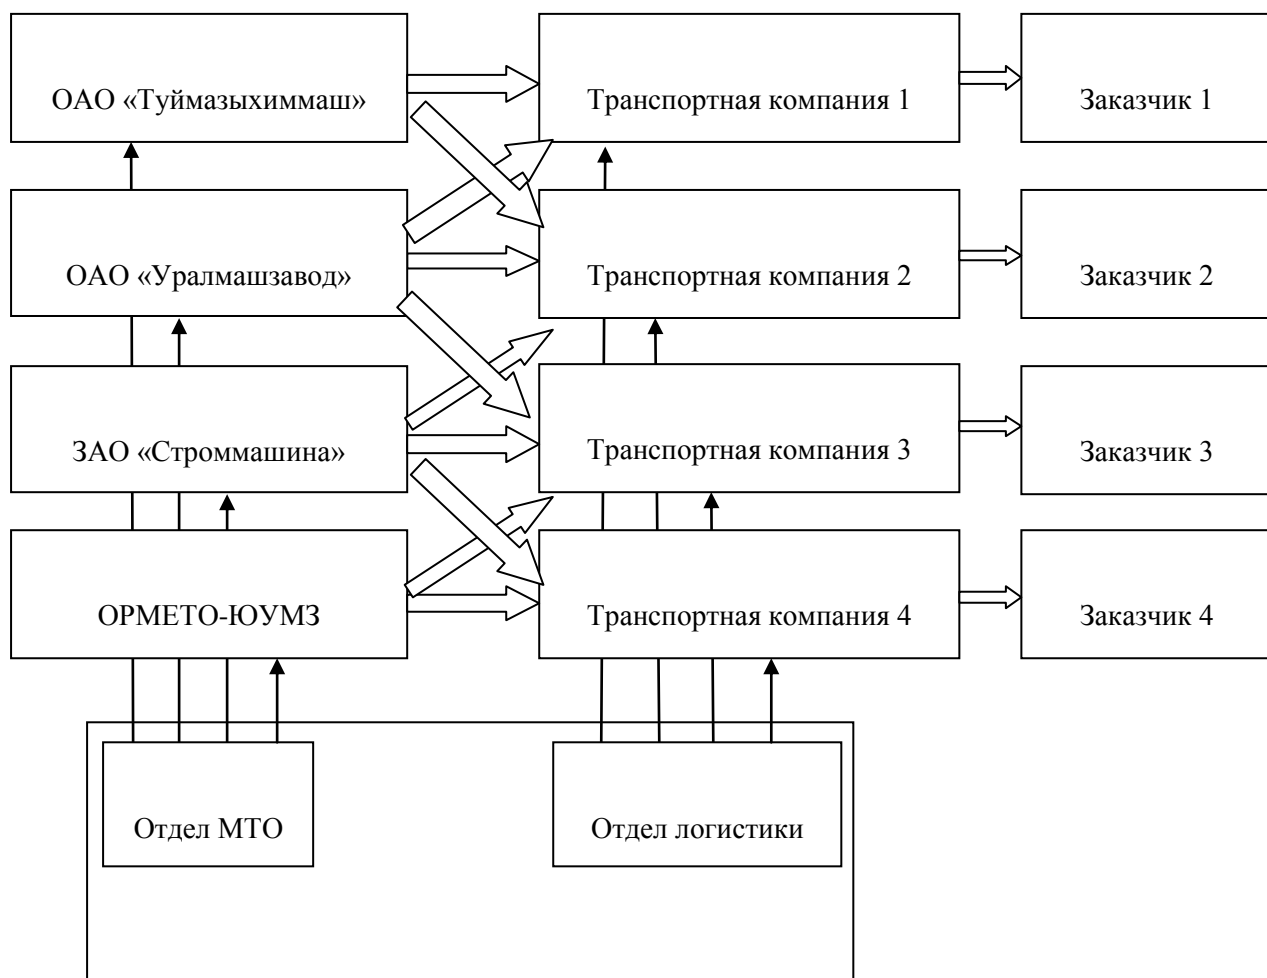 ОАО «Туймазыхиммаш»
Транспортная компания 1
Заказчик 1
ОАО «Уралмашзавод»
Транспортная компания 2
Заказчик 2
ЗАО «Строммашина»
Транспортная компания 3
Заказчик 3
ОРМЕТО-ЮУМЗ
Транспортная компания 4
Заказчик 4
Отдел МТО
Отдел логистики